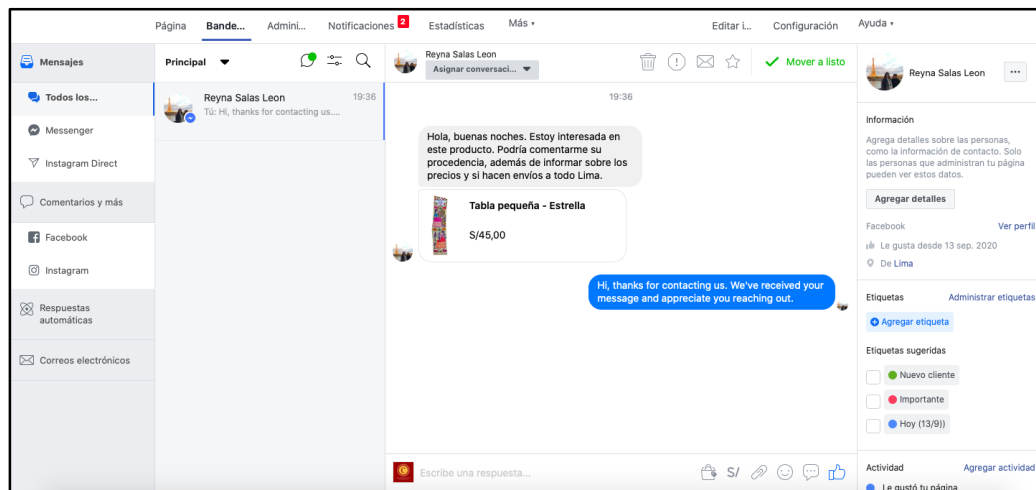 Página Bande... Admini... Notificaciones 2 Estadísticas Más Editar i... Configuración Ayuda
Mensajes
Todos los...
Messenger
Instagram Direct
Comentarios y más
Facebook
Instagram
Respuestas
automáticas
Correos electrónicos
Principal
Reyna Salas Leon 19:36
Tú: Hi, thanks for contacting us....
Reyna Salas Leon
Asignar conversaci...
Mover a listo
19:36
Hola, buenas noches. Estoy interesada en
este producto. Podría comentarme su
procedencia, además de informar sobre los
precios y si hacen envíos a todo Lima.
Tabla pequeña - Estrella
S/45,00
Hi, thanks for contacting us. We've received your
message and appreciate you reaching out.
Escribe una respuesta...
S/
Reyna Salas Leon
Información
Agrega detalles sobre las personas,
como la información de contacto. Solo
las personas que administran tu página
pueden ver estos datos.
Agregar detalles
Facebook Ver perfil
Le gusta desde 13 sep. 2020
De Lima
Etiquetas Administrar etiquetas
Agregar etiqueta
Etiquetas sugeridas
Nuevo cliente
Importante
Hoy (13/9))
Actividad Agregar actividad
Le gustó tu página